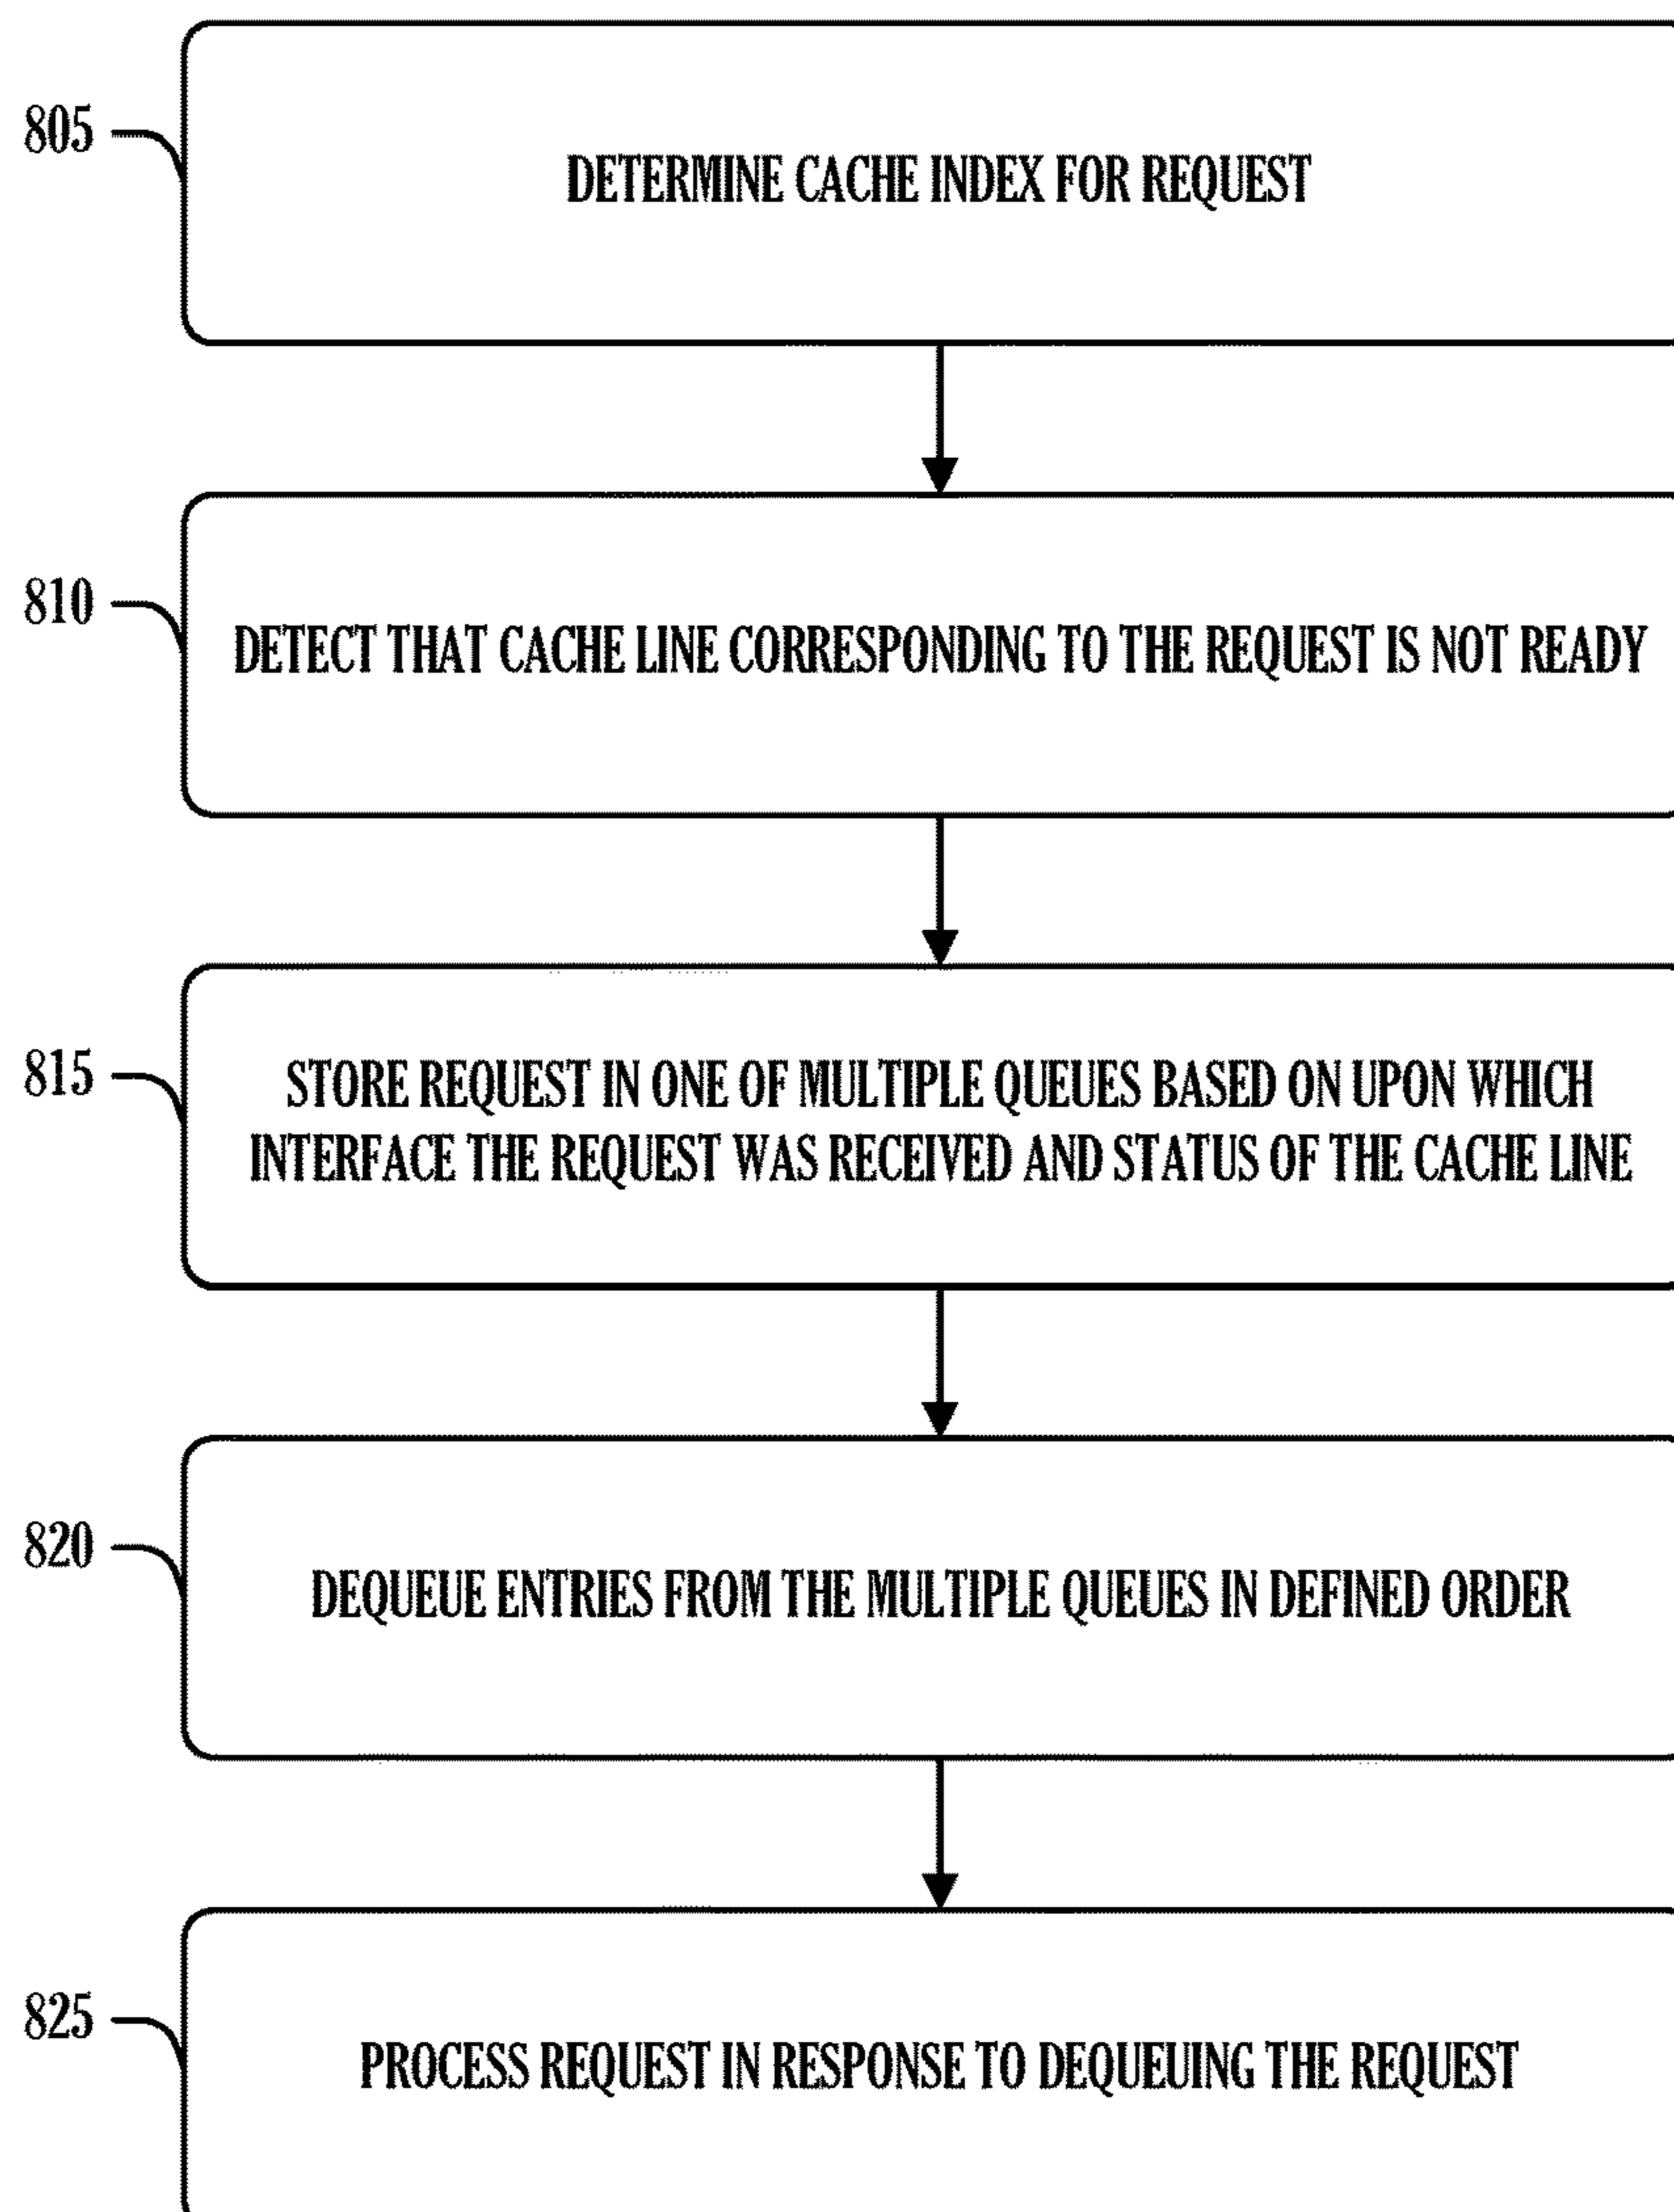 805
DETERMINE CACHE INDEX FOR REQUEST
810
DETECT THAT CACHE LINE CORRESPONDING TO THE REQUEST IS NOT READY
815
STORE REQUEST IN ONE OF MULTIPLE QUEUES BASED ON UPON WHICH
INTERFACE THE REQUEST WAS RECEIVED AND STATUS OF THE CACHE LINE
820
DEQUEUE ENTRIES FROM THE MULTIPLE QUEUES IN DEFINED ORDER
825
PROCESS REQUEST IN RESPONSE TO DEQUEUING THE REQUEST